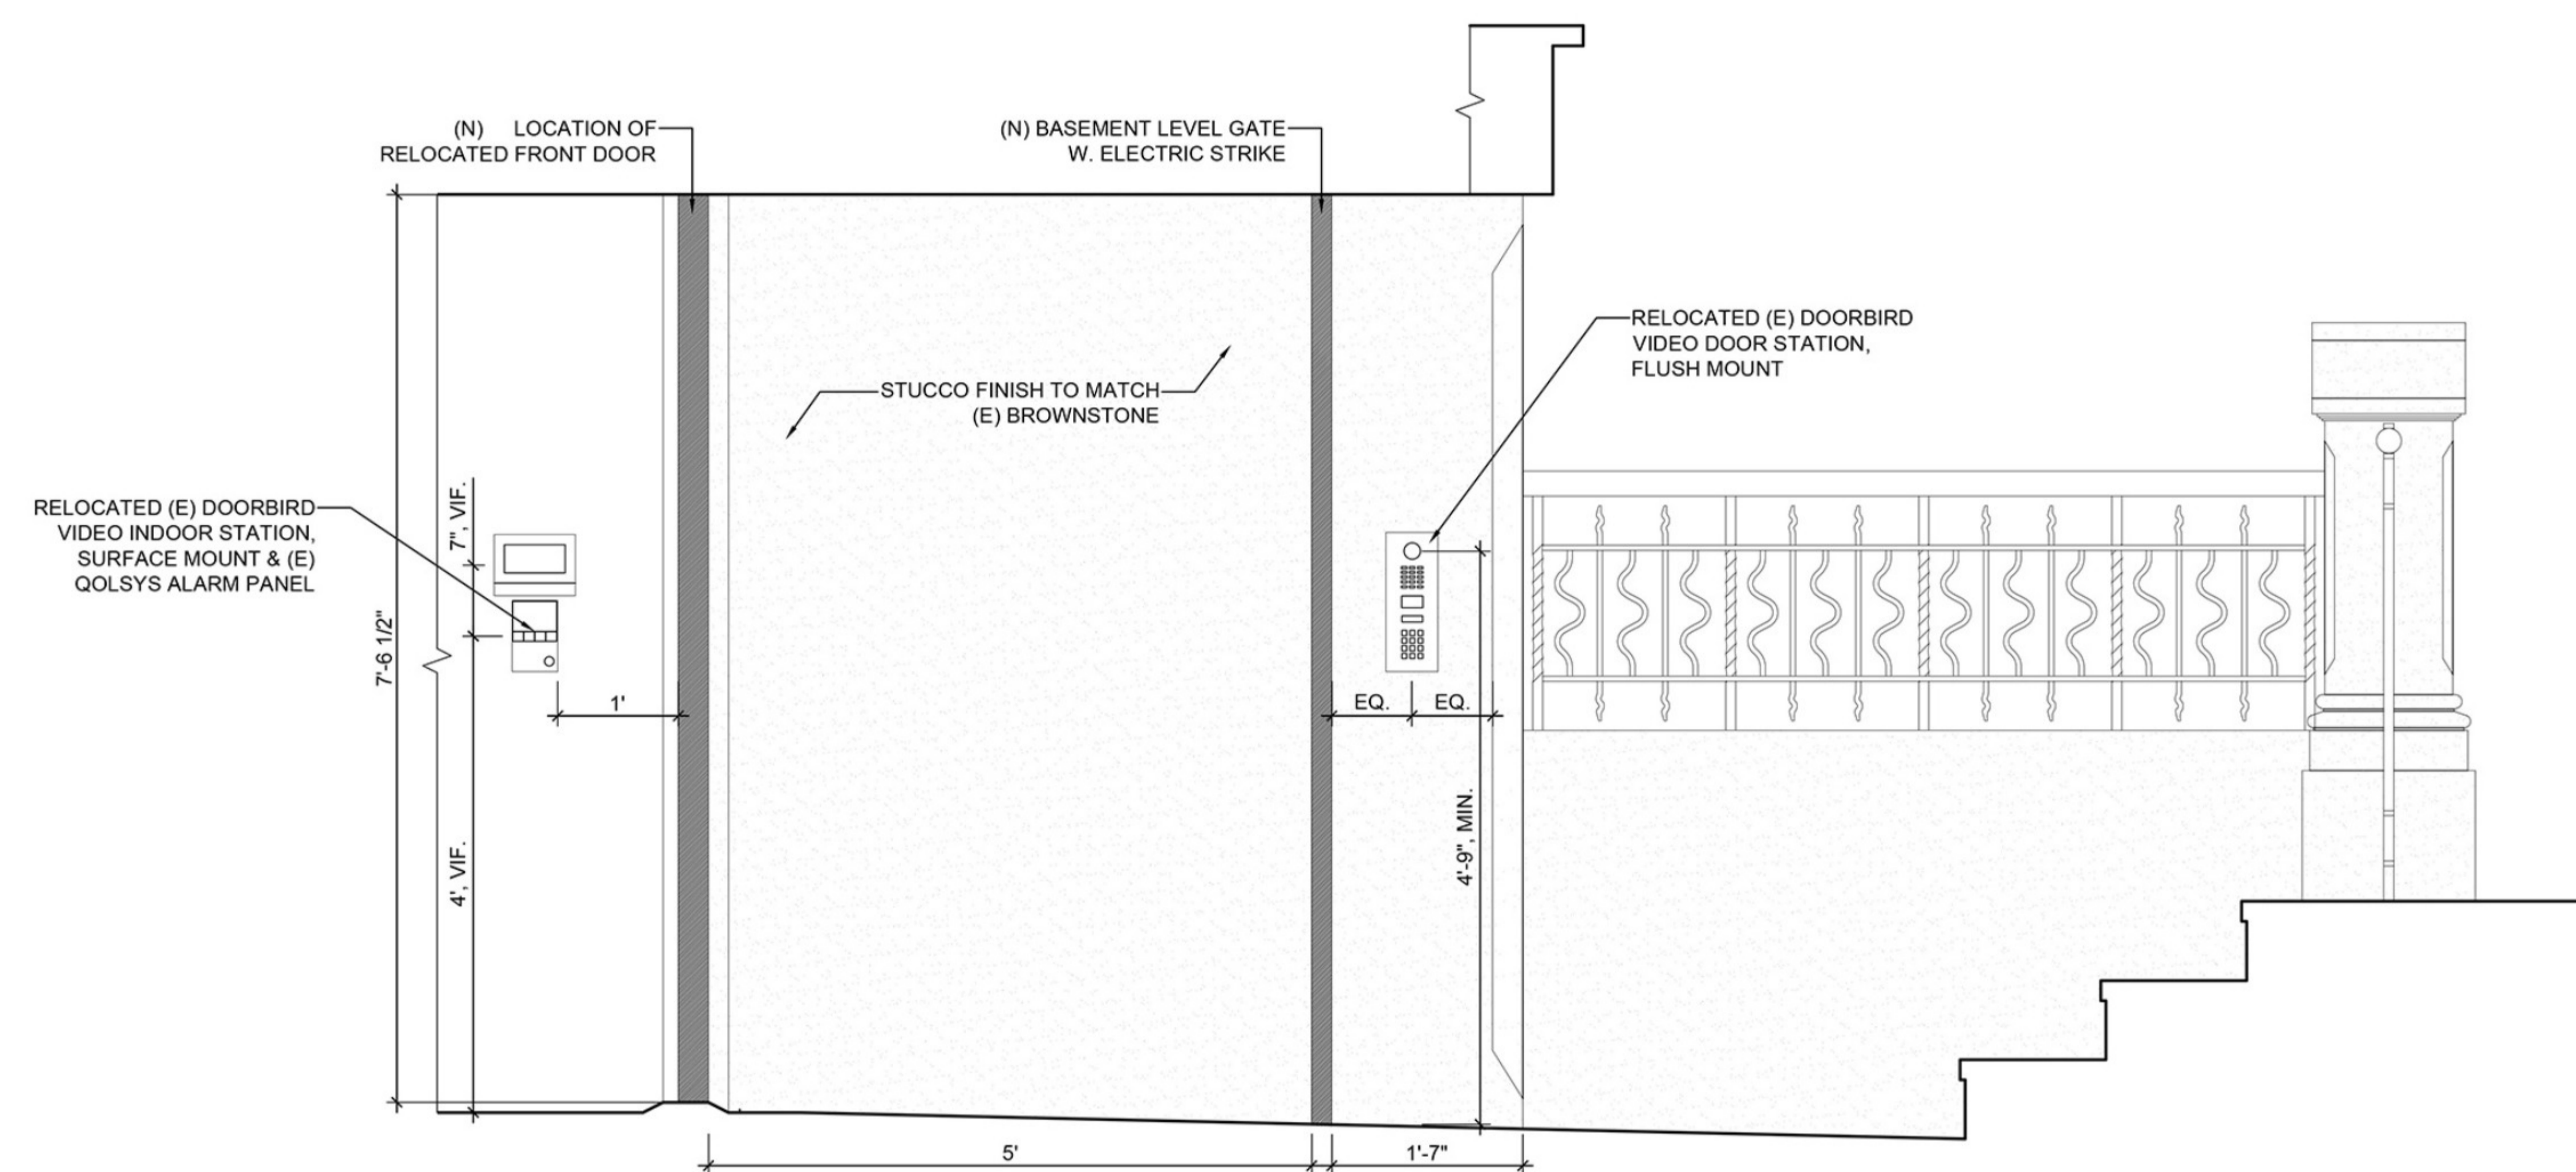 (N) LOCATION OF
RELOCATED FRONT DOOR
(N) BASEMENT LEVEL GATE
W. ELECTRIC STRIKE
RELOCATED (E) DOORBIRD
VIDEO DOOR STATION,
FLUSH MOUNT
STUCCO FINISH TO MATCH
(E) BROWNSTONE
RELOCATED (E) DOORBIRD
VIDEO INDOOR STATION,
SURFACE MOUNT & (E)
QOLSYS ALARM PANEL
7'-6 1/2"
7", VIF.
4', VIF.
1'
EQ.
EQ.
4'-9", MIN.
5'
1'-7"